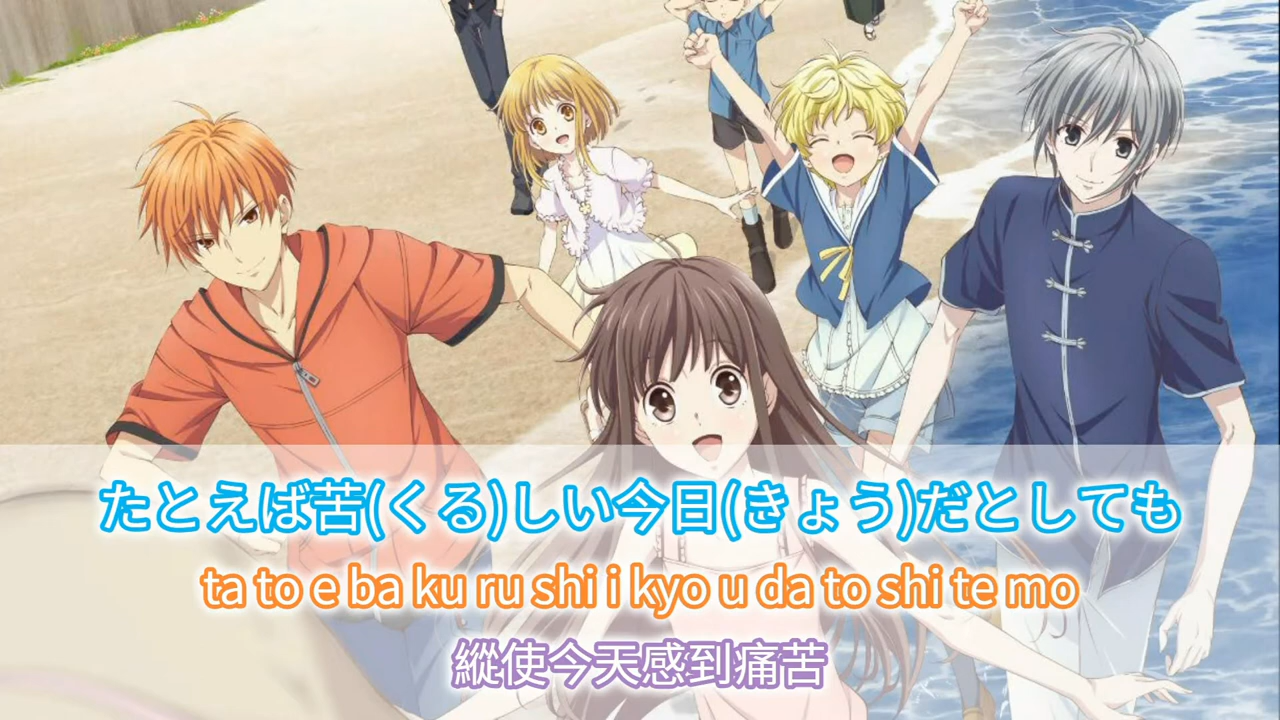 たとえば苦(くる)しい今日(きょう)だとしても
ta to e ba ku ru shi i kyo u da to shi te mo
縱使今天感到痛苦